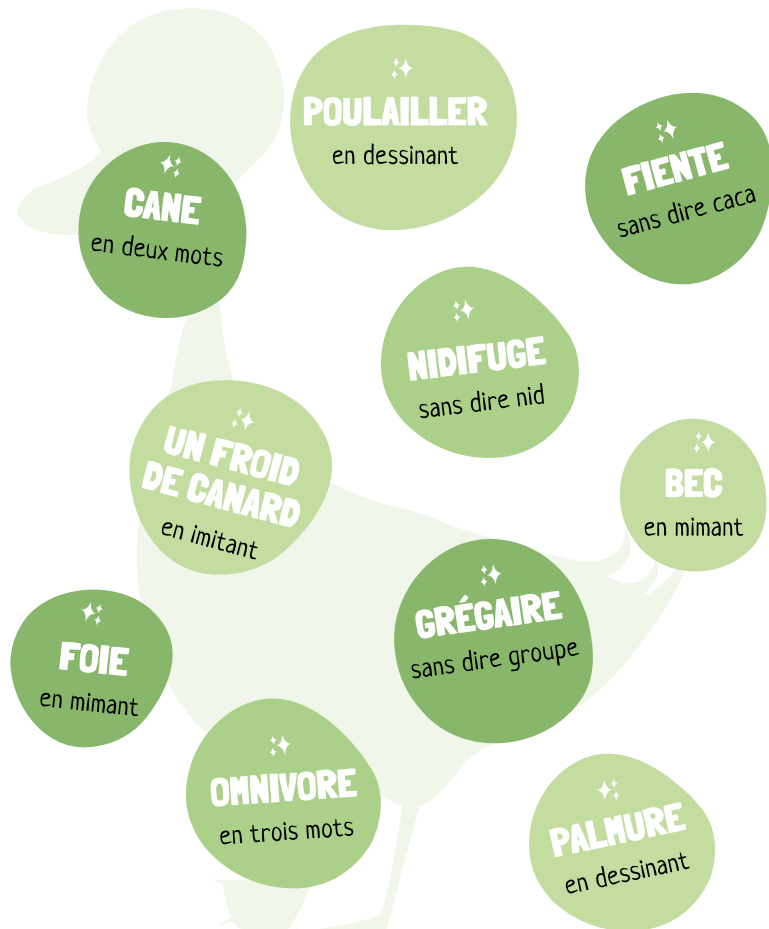 POULAILLER
en dessinant
FIENTE
sans dire caca
CANE
en deux mots
NIDIFUGE
sans dire nid
UN FROID
DE CANARD
en imitant
BEC
en mimant
GRÉGAIRE
sans dire groupe
FOIE
en mimant
OMNIVORE
en trois mots
PALMURE
en dessinant